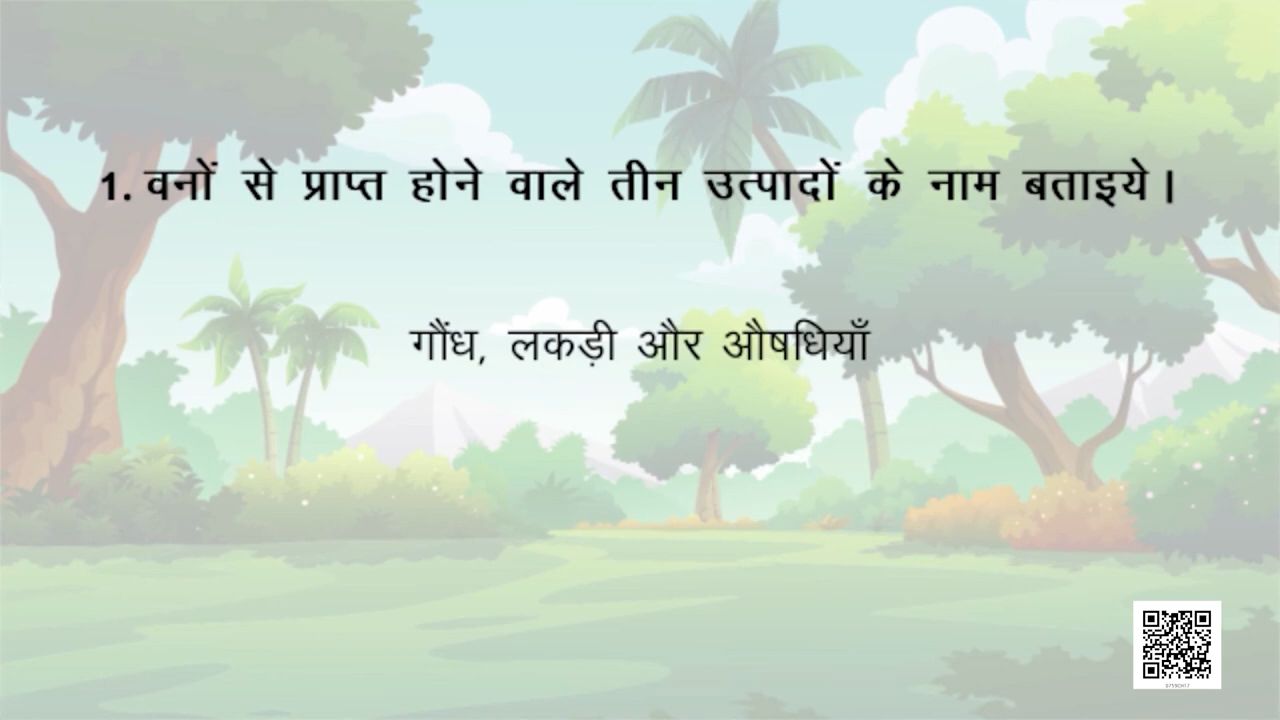 1. वनों से प्राप्त होने वाले तीन उत्पादों के नाम बताइये।
गौंध, लकड़ी और औषधियाँ